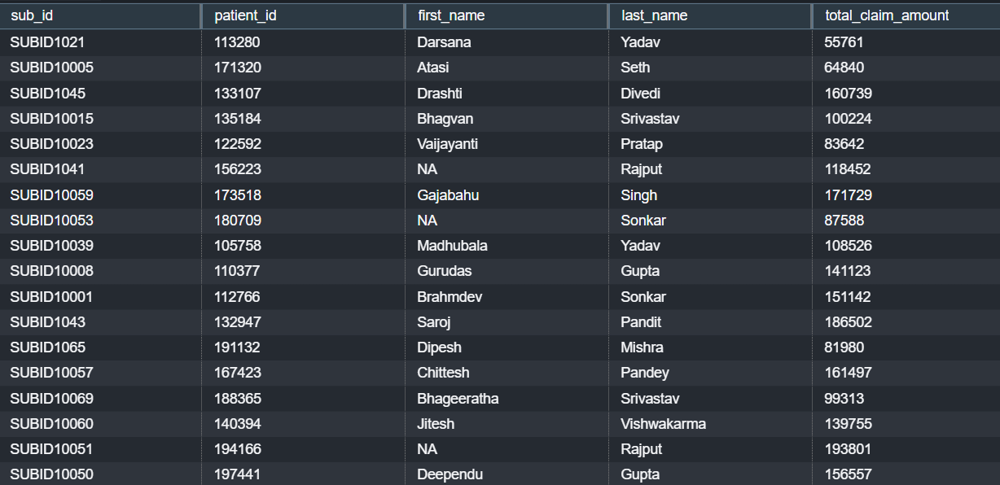 sub_id patient_id first_name last_name total_claim_amount
SUBID1021 113280 Darsana Yadav 55761
SUBID10005 171320 Atasi Seth 64840
SUBID1045 133107 Drashti Divedi 160739
SUBID10015 135184 Bhagvan Srivastav 100224
SUBID10023 122592 Vaijayanti Pratap 83642
SUBID1041 156223 NA Rajput 118452
SUBID10059 173518 Gajabahu Singh 171729
SUBID10053 180709 NA Sonkar 87588
SUBID10039 105758 Madhubala Yadav 108526
SUBID10008 110377 Gurudas Gupta 141123
SUBID10001 112766 Brahmdev Sonkar 151142
SUBID1043 132947 Saroj Pandit 186502
SUBID1065 191132 Dipesh Mishra 81980
SUBID10057 167423 Chittesh Pandey 161497
SUBID10069 188365 Bhageeratha Srivastav 99313
SUBID10060 140394 Jitesh Vishwakarma 139755
SUBID10051 194166 NA Rajput 193801
SUBID10050 197441 Deependu Gupta 156557